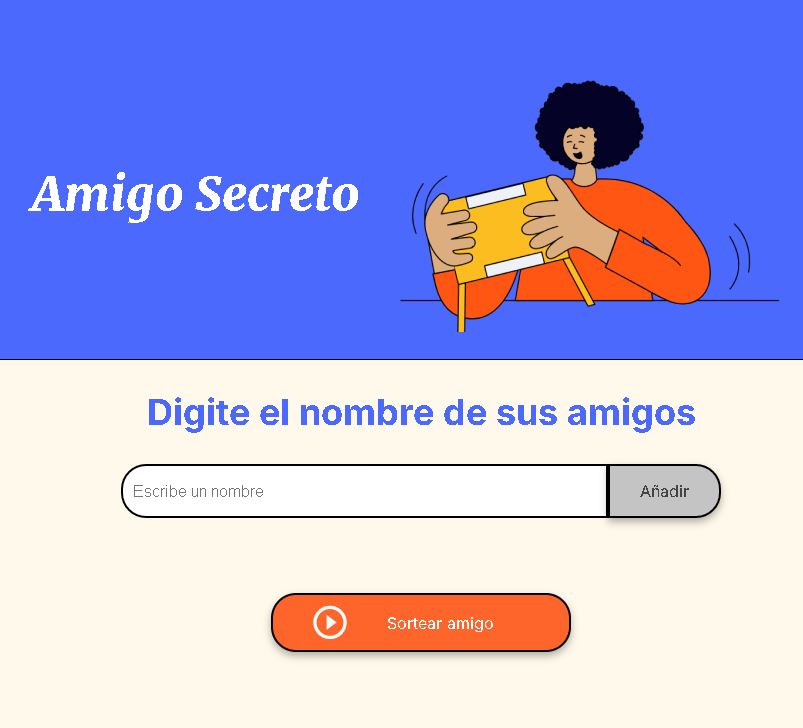 Amigo Secreto
Digite el nombre de sus amigos
Escribe un nombre
Añadir
Sortear amigo